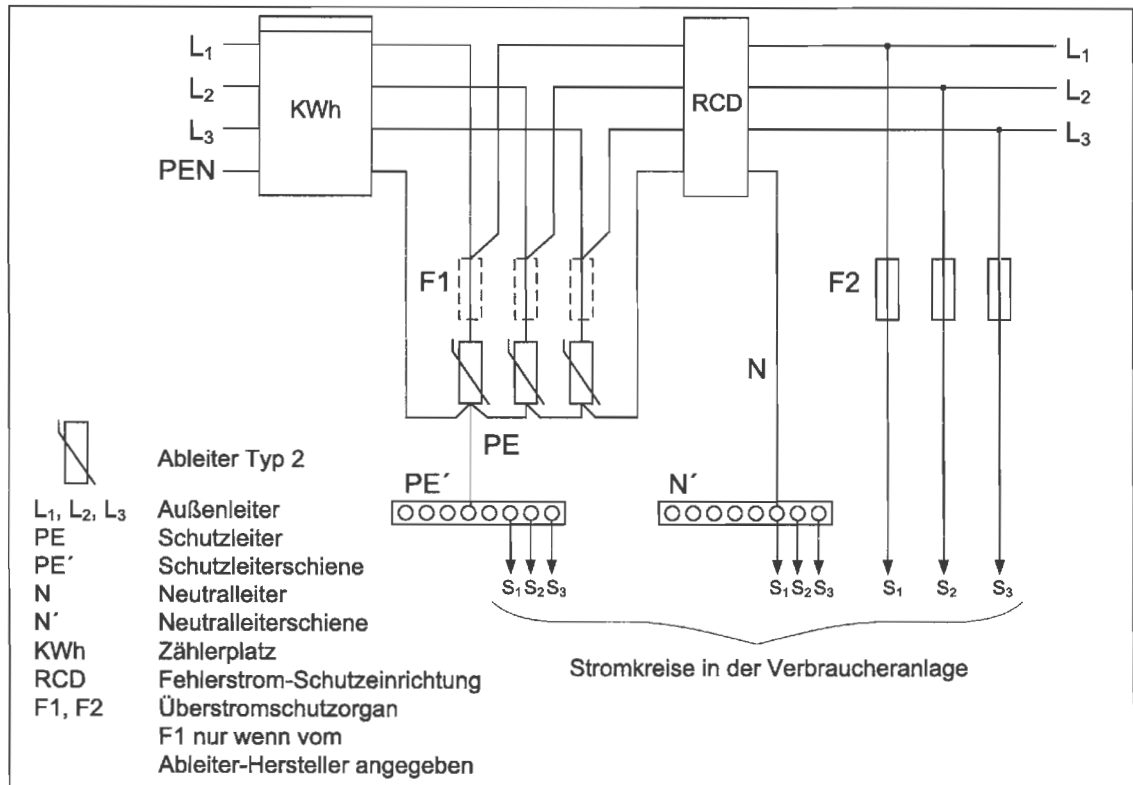 L₁ L₁
L₂ KWh RCD L₂
L₃ L₃
PEN
F1 F2
N
PE
Ableiter Typ 2
PE´ N´
L₁, L₂, L₃ Außenleiter
PE Schutzleiter
PE´ Schutzleiterschiene
S₁ S₂ S₃ S₁ S₂ S₃ S₁ S₂ S₃
N Neutralleiter
N´ Neutralleiterschiene
KWh Zählerplatz
Stromkreise in der Verbraucheranlage
RCD Fehlerstrom-Schutzeinrichtung
F1, F2 Überstromschutzorgan
F1 nur wenn vom
Ableiter-Hersteller angegeben